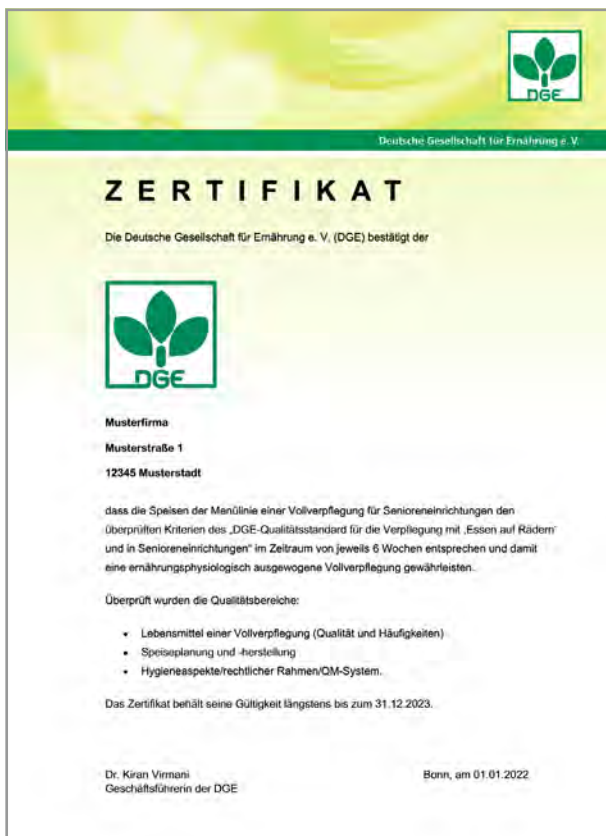 DGE
Deutsche Gesellschaft für Ernährung e. V.
ZERTIFIKAT
Die Deutsche Gesellschaft für Ernährung e. V. (DGE) bestätigt der
DGE
Musterfirma
Musterstraße 1
12345 Musterstadt
dass die Speisen der Menülinie einer Vollverpflegung für Senioreneinrichtungen den
überprüften Kriterien des „DGE-Qualitätsstandard für die Verpflegung mit ‚Essen auf Rädern‘
und in Senioreneinrichtungen“ im Zeitraum von jeweils 6 Wochen entsprechen und damit
eine ernährungsphysiologisch ausgewogene Vollverpflegung gewährleisten.
Überprüft wurden die Qualitätsbereiche:
• Lebensmittel einer Vollverpflegung (Qualität und Häufigkeiten)
• Speiseplanung und -herstellung
• Hygieneaspekte/rechtlicher Rahmen/QM-System.
Das Zertifikat behält seine Gültigkeit längstens bis zum 31.12.2023.
Dr. Kiran Virmani
Bonn, am 01.01.2022
Geschäftsführerin der DGE